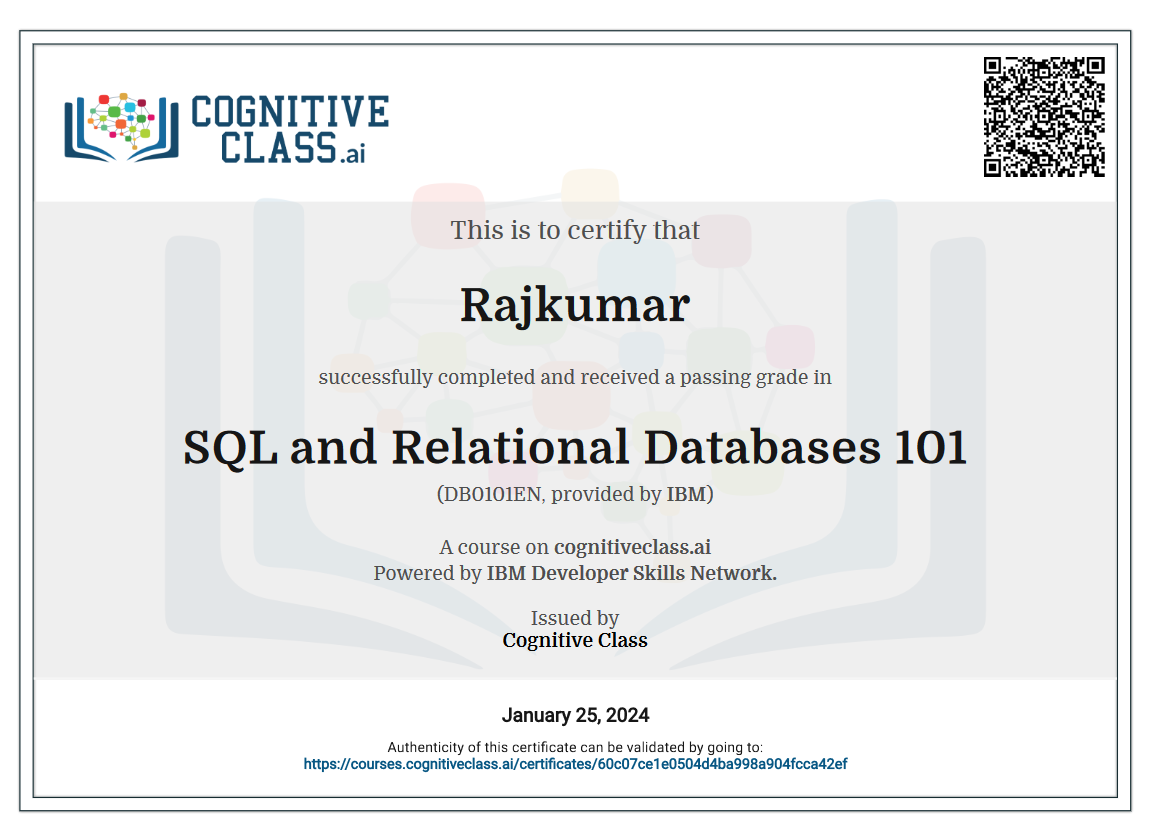 COGNITIVE
CLASS.ai
This is to certify that
Rajkumar
successfully completed and received a passing grade in
SQL and Relational Databases 101
(DB0101EN, provided by IBM)
A course on cognitiveclass.ai
Powered by IBM Developer Skills Network.
Issued by
Cognitive Class
January 25, 2024
Authenticity of this certificate can be validated by going to:
https://courses.cognitiveclass.ai/certificates/60c07ce1e0504d4ba998a904fcca42ef